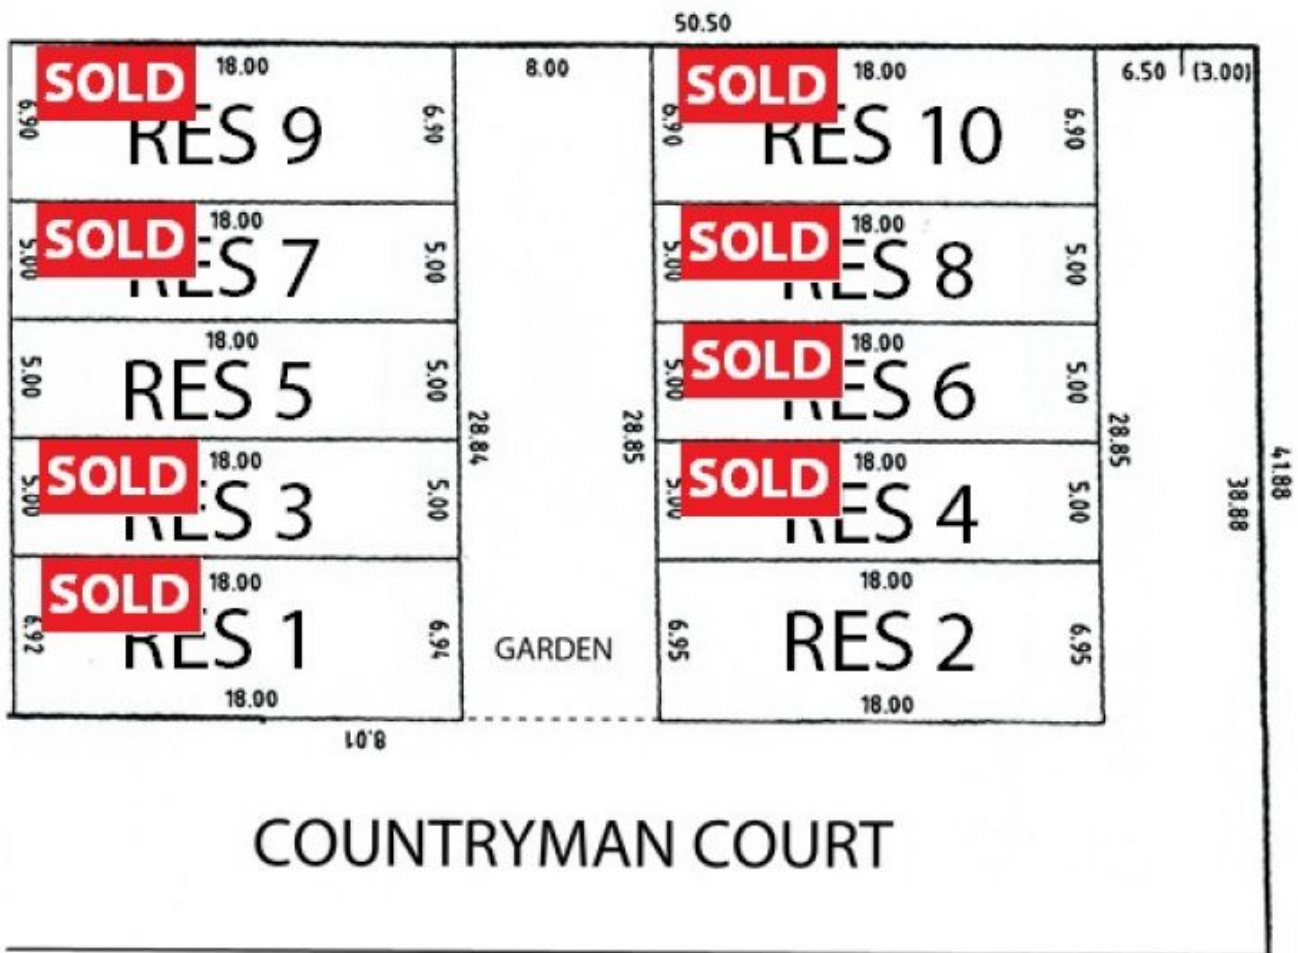 50.50
SOLD 18.00
6.90 RES 9 6.90
8.00
SOLD 18.00
6.90 RES 10 6.90
6.50 (3.00)
SOLD 18.00
5.00 RES 7 5.00
SOLD 18.00
5.00 RES 8 5.00
18.00
5.00 RES 5 5.00
SOLD 18.00
5.00 RES 6 5.00
28.84
28.85
28.85
41.88
38.88
SOLD 18.00
5.00 RES 3 5.00
SOLD 18.00
5.00 RES 4 5.00
SOLD 18.00
6.92 RES 1 6.94
18.00
GARDEN
18.00
6.95 RES 2 6.95
18.00
8.01
COUNTRYMAN COURT